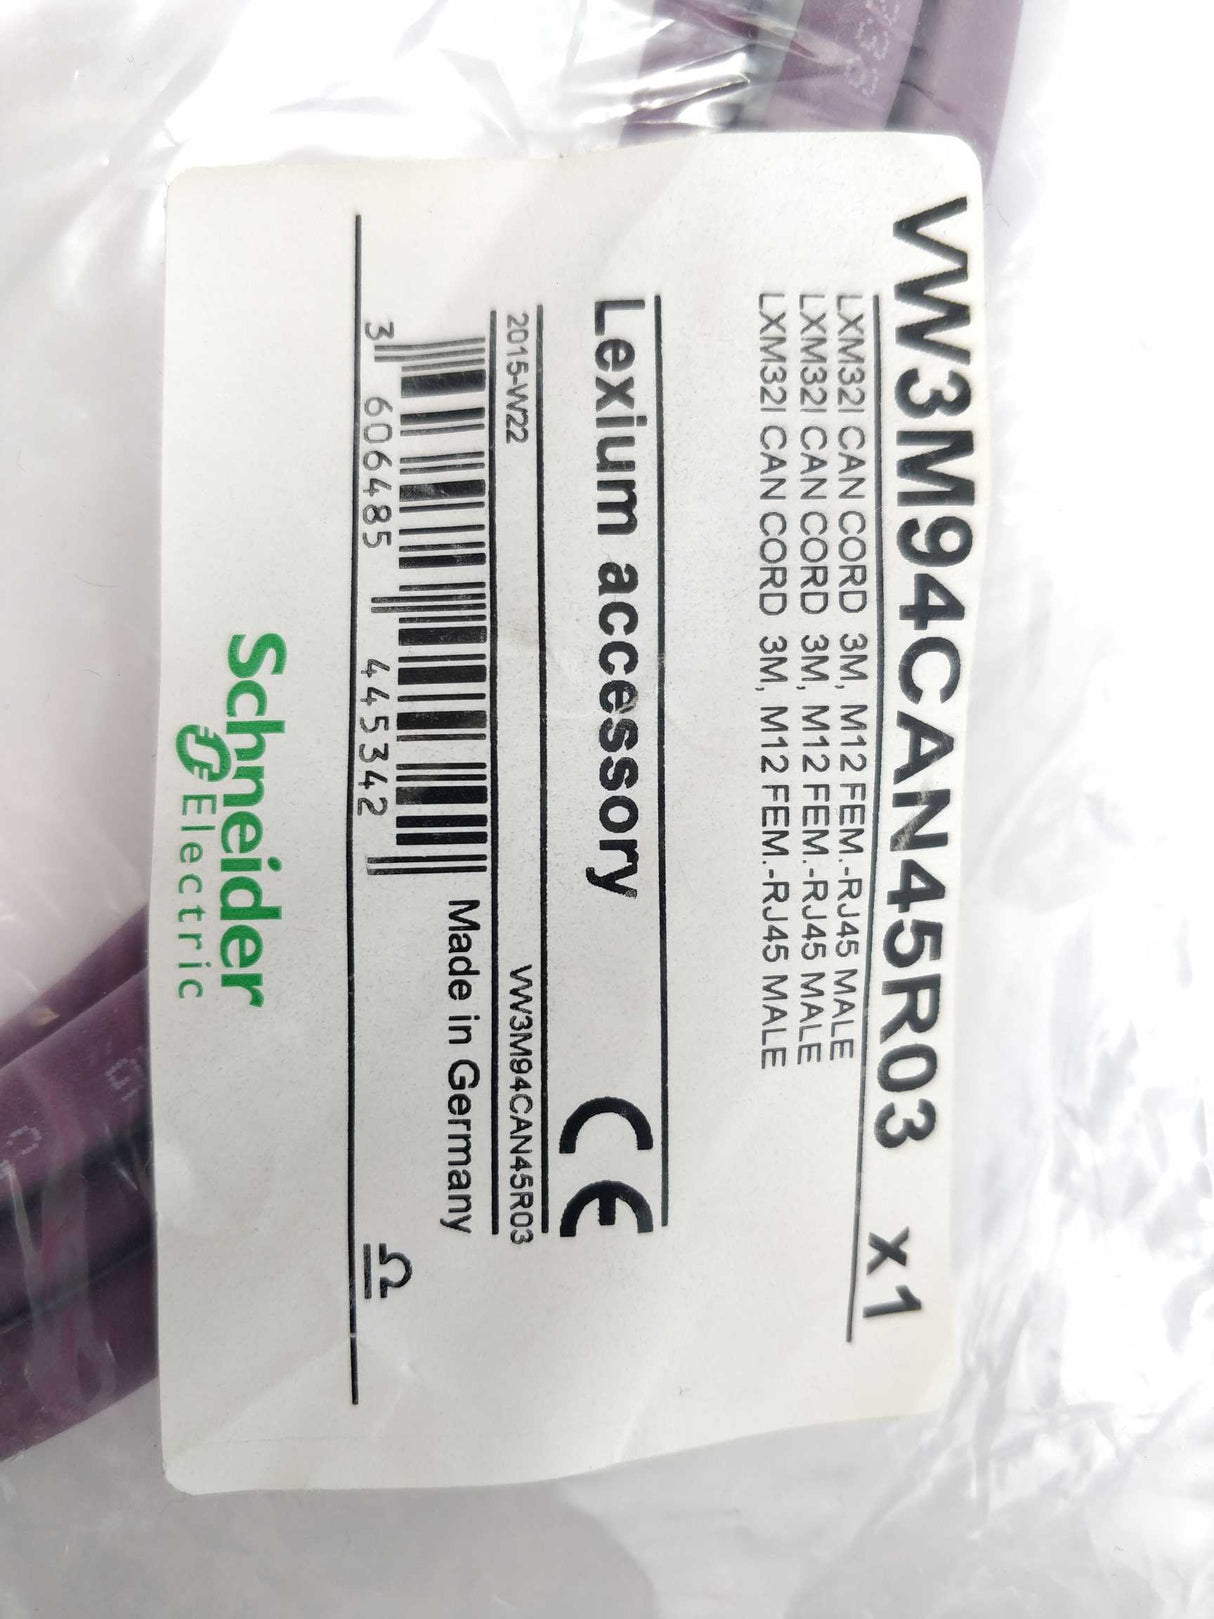 VW3M94CAN45R03 x1
LXM32I CAN CORD 3M, M12 FEM.-RJ45 MALE
LXM32I CAN CORD 3M, M12 FEM.-RJ45 MALE
LXM32I CAN CORD 3M, M12 FEM.-RJ45 MALE
Lexium accessory CE
2015-W22 VW3M94CAN45R03
Made in Germany
3 606485 445342
Schneider
Electric